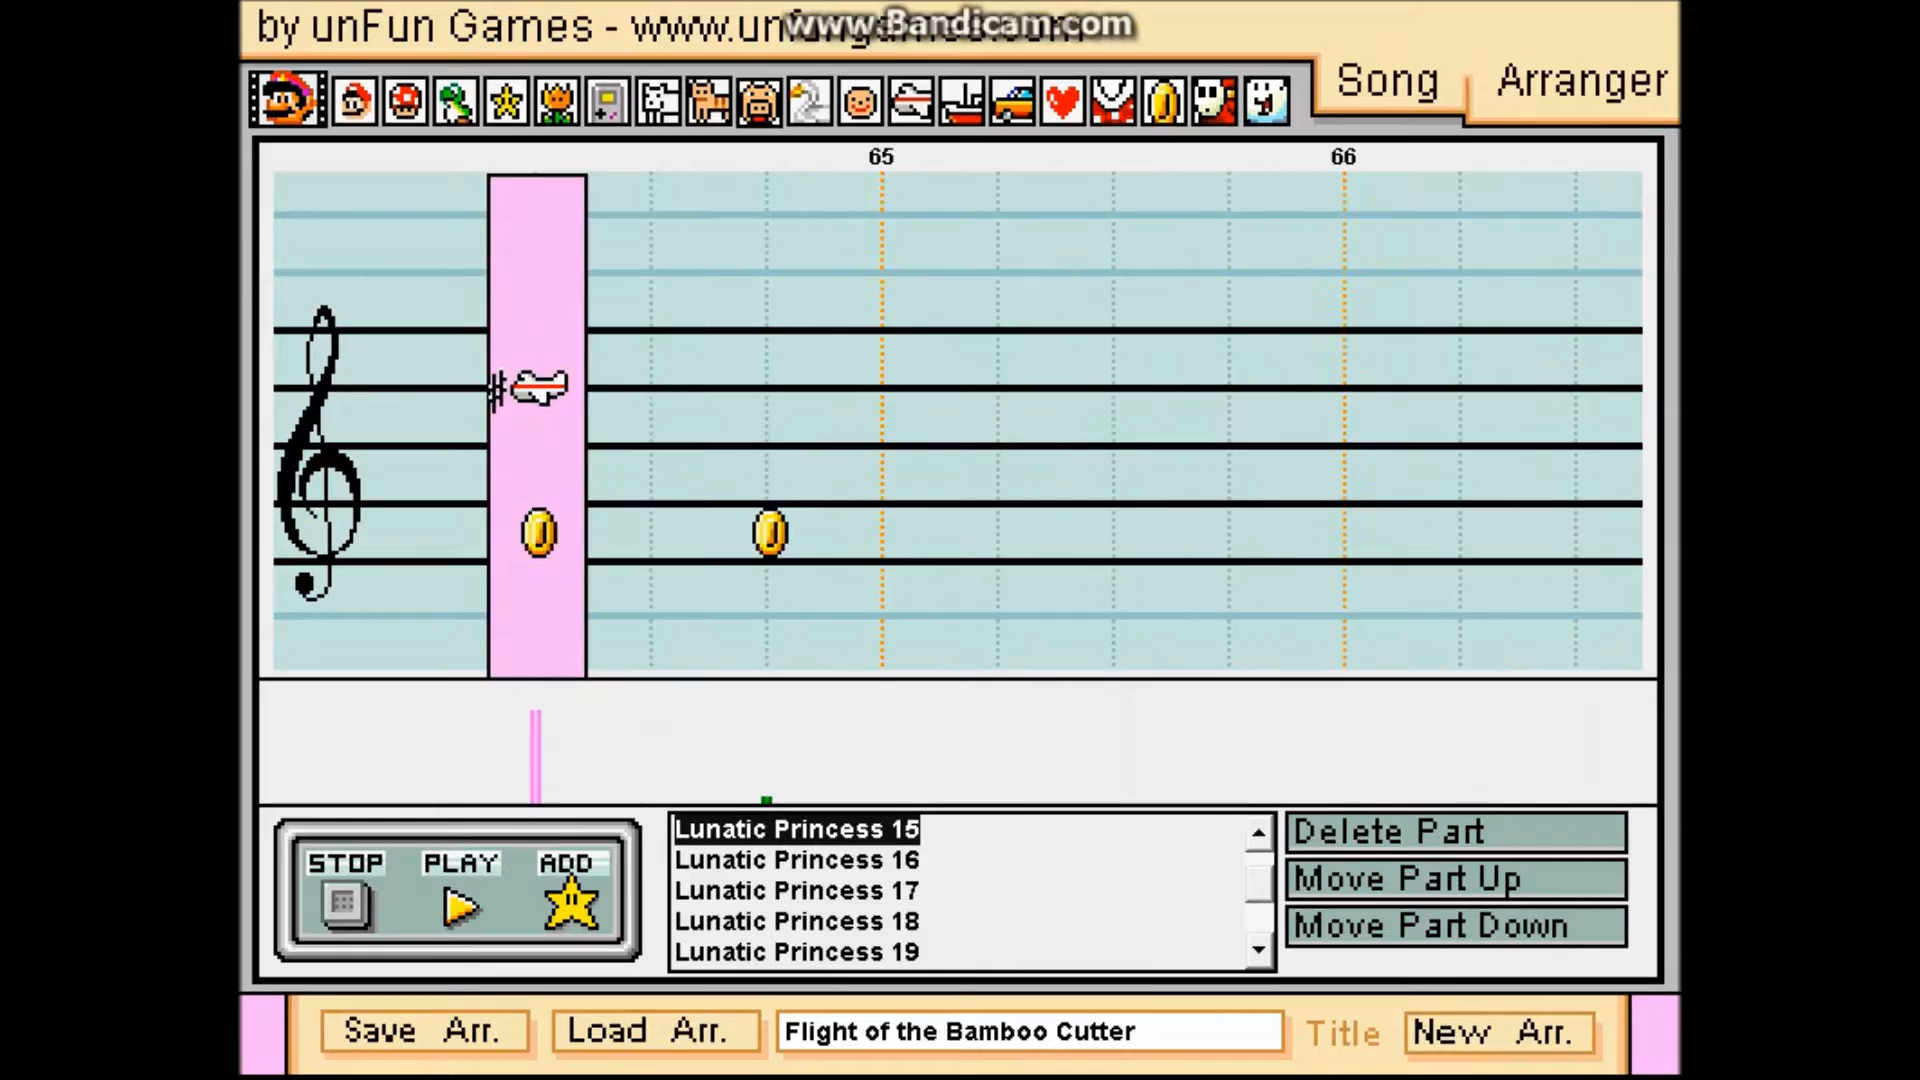 by unFun Games - www.unfungames.com
www.Bandicam.com
Song
Arranger
65
66
STOP
PLAY
ADD
Lunatic Princess 15
Lunatic Princess 16
Lunatic Princess 17
Lunatic Princess 18
Lunatic Princess 19
Delete Part
Move Part Up
Move Part Down
Save Arr.
Load Arr.
Flight of the Bamboo Cutter
Title
New Arr.